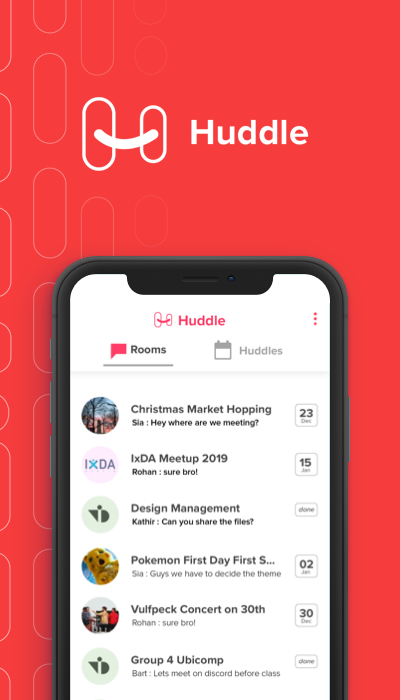 Huddle
Huddle
Rooms
Huddles
Christmas Market Hopping
Sia : Hey where are we meeting?
23
Dec
IxDA
IxDA Meetup 2019
Rohan : sure bro!
15
Jan
Design Management
Kathir : Can you share the files?
done
Pokemon First Day First S...
Sia : Guys we have to decide the theme
02
Jan
Vulfpeck Concert on 30th
Rohan : sure bro!
30
Dec
Group 4 Ubicomp
Bart : Lets meet on discord before class
done